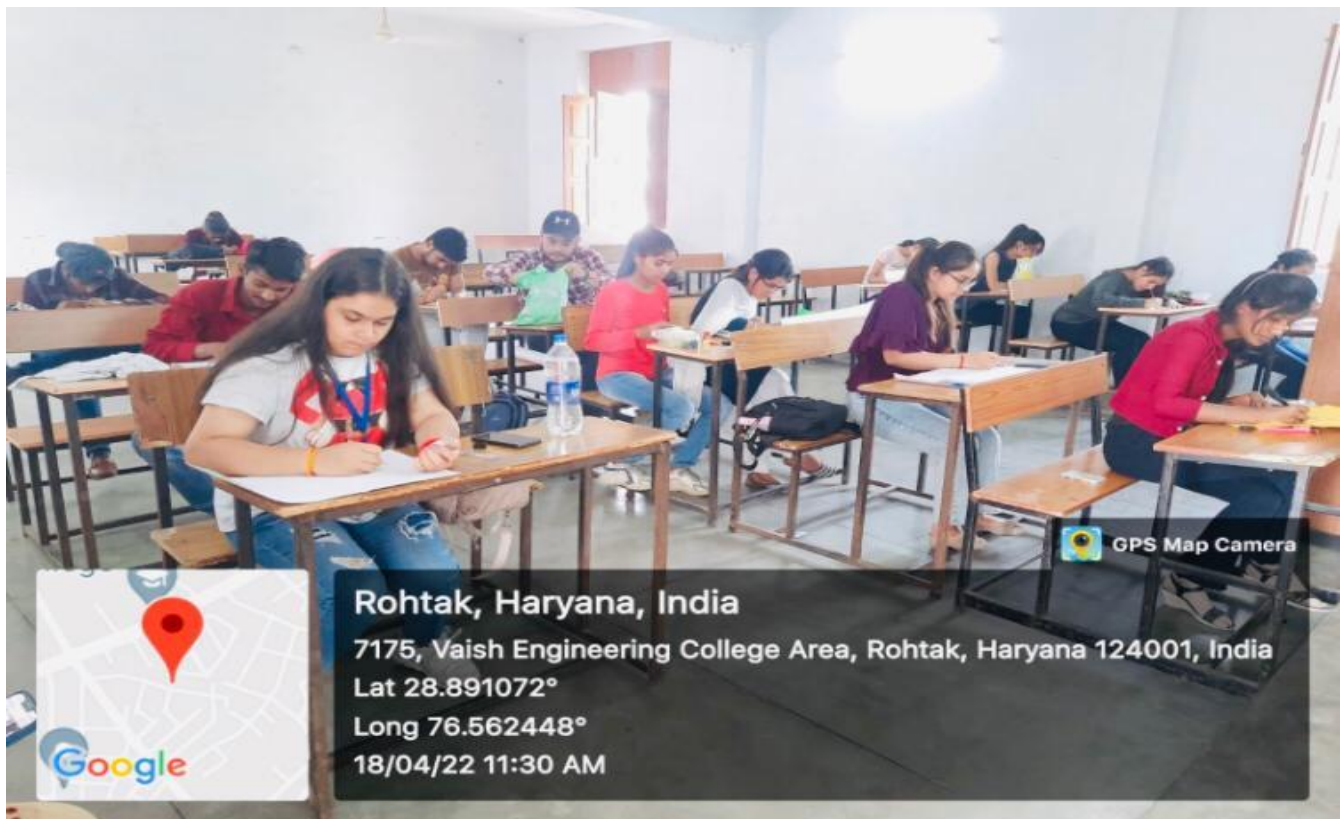 GPS Map Camera
Rohtak, Haryana, India
7175, Vaish Engineering College Area, Rohtak, Haryana 124001, India
Lat 28.891072°
Long 76.562448°
18/04/22 11:30 AM
Google